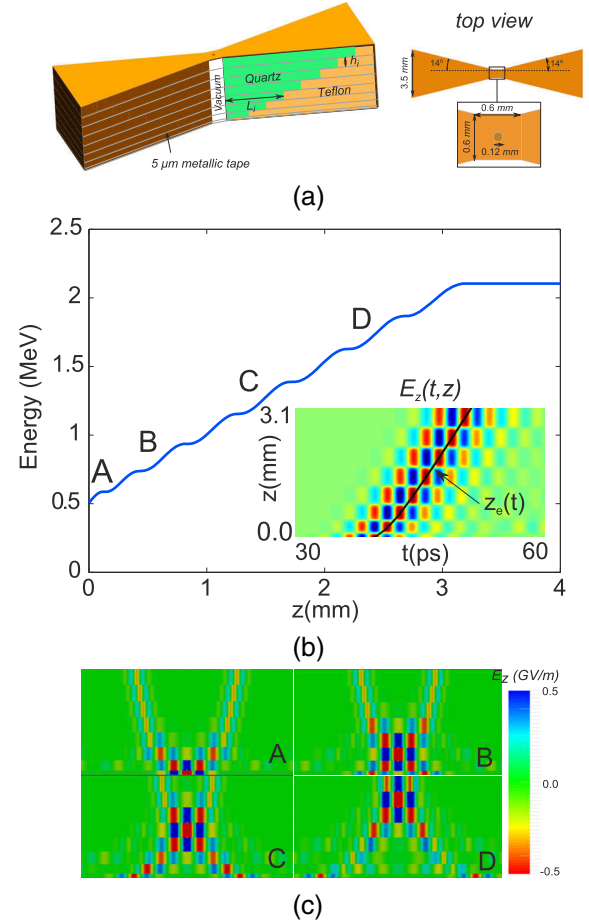 top view
Quartz
h_i
Vacuum
L_i
Teflon
5 µm metallic tape
3.5 mm
14°
14°
0.6 mm
0.6 mm
0.12 mm
(a)
2.5
2
1.5
1
0.5
0
Energy (MeV)
A
B
C
D
E_z(t,z)
3.1
z(mm)
0.0
30
t(ps)
60
z_e(t)
0
1
2
3
4
z(mm)
(b)
E_z (GV/m)
0.5
0.0
-0.5
A
B
C
D
(c)